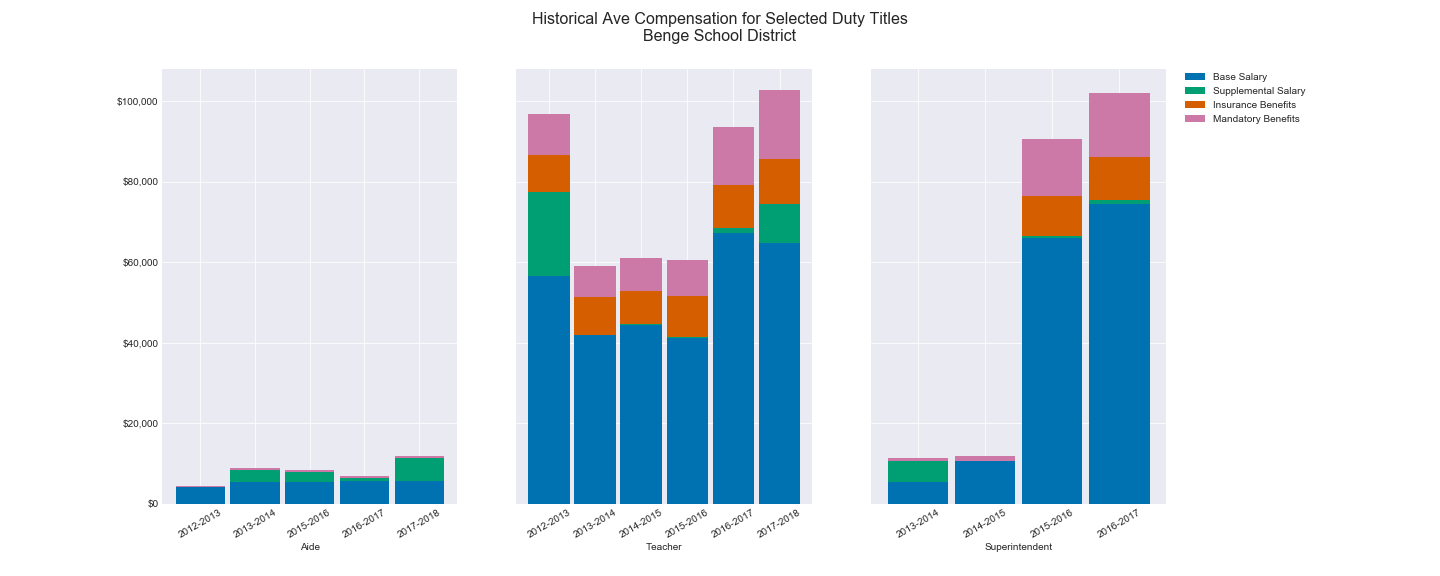 Historical Ave Compensation for Selected Duty Titles
Benge School District
Base Salary
Supplemental Salary
Insurance Benefits
Mandatory Benefits
$100,000
$80,000
$60,000
$40,000
$20,000
$0
2012-2013 2013-2014 2015-2016 2016-2017 2017-2018
Aide
2012-2013 2013-2014 2014-2015 2015-2016 2016-2017 2017-2018
Teacher
2013-2014 2014-2015 2015-2016 2016-2017
Superintendent